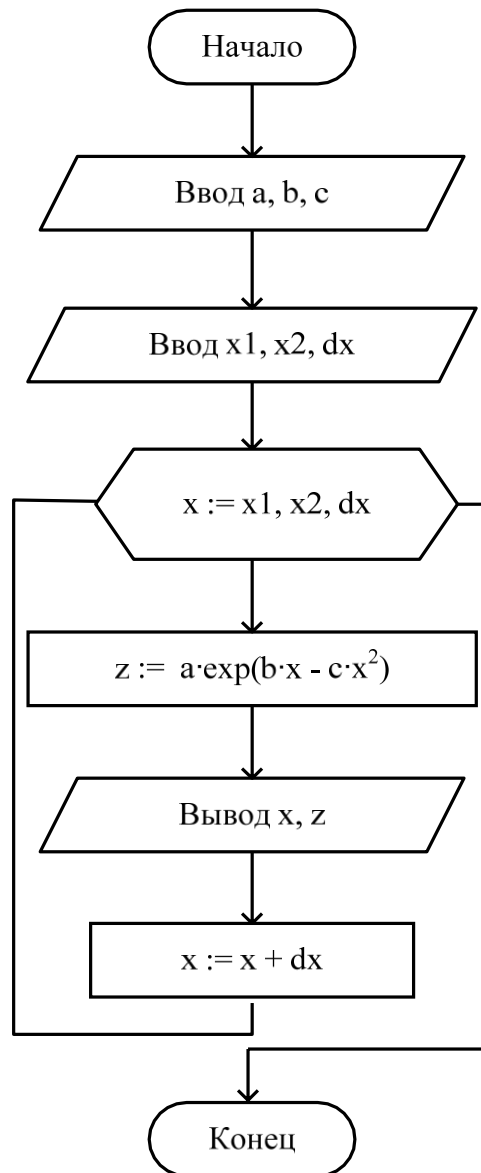 Начало
Ввод a, b, c
Ввод x1, x2, dx
x := x1, x2, dx
z := a·exp(b·x - c·x²)
Вывод x, z
x := x + dx
Конец